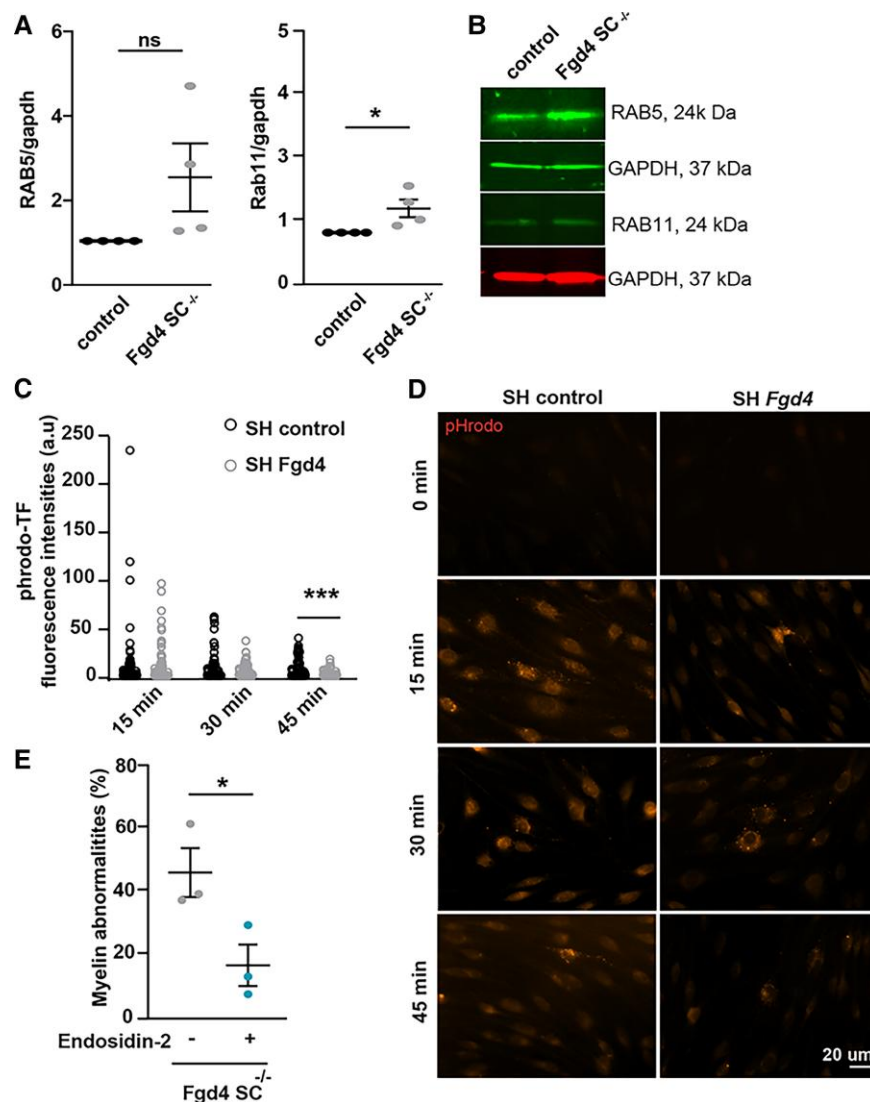 A
RAB5/gapdh
6
4
2
0
ns
control
Fgd4 SC-/-
Rab11/gapdh
5
3
1
0
*
control
Fgd4 SC-/-
B
control
Fgd4 SC-/-
RAB5, 24k Da
GAPDH, 37 kDa
RAB11, 24 kDa
GAPDH, 37 kDa
C
phrodo-TF
fluorescence intensities (a.u)
250
200
150
100
50
0
SH control
SH Fgd4
***
15 min
30 min
45 min
D
SH control
SH Fgd4
pHrodo
0 min
15 min
30 min
45 min
20 um
E
Myelin abnormalitites (%)
80
60
40
20
0
*
Endosidin-2
-
+
Fgd4 SC-/-